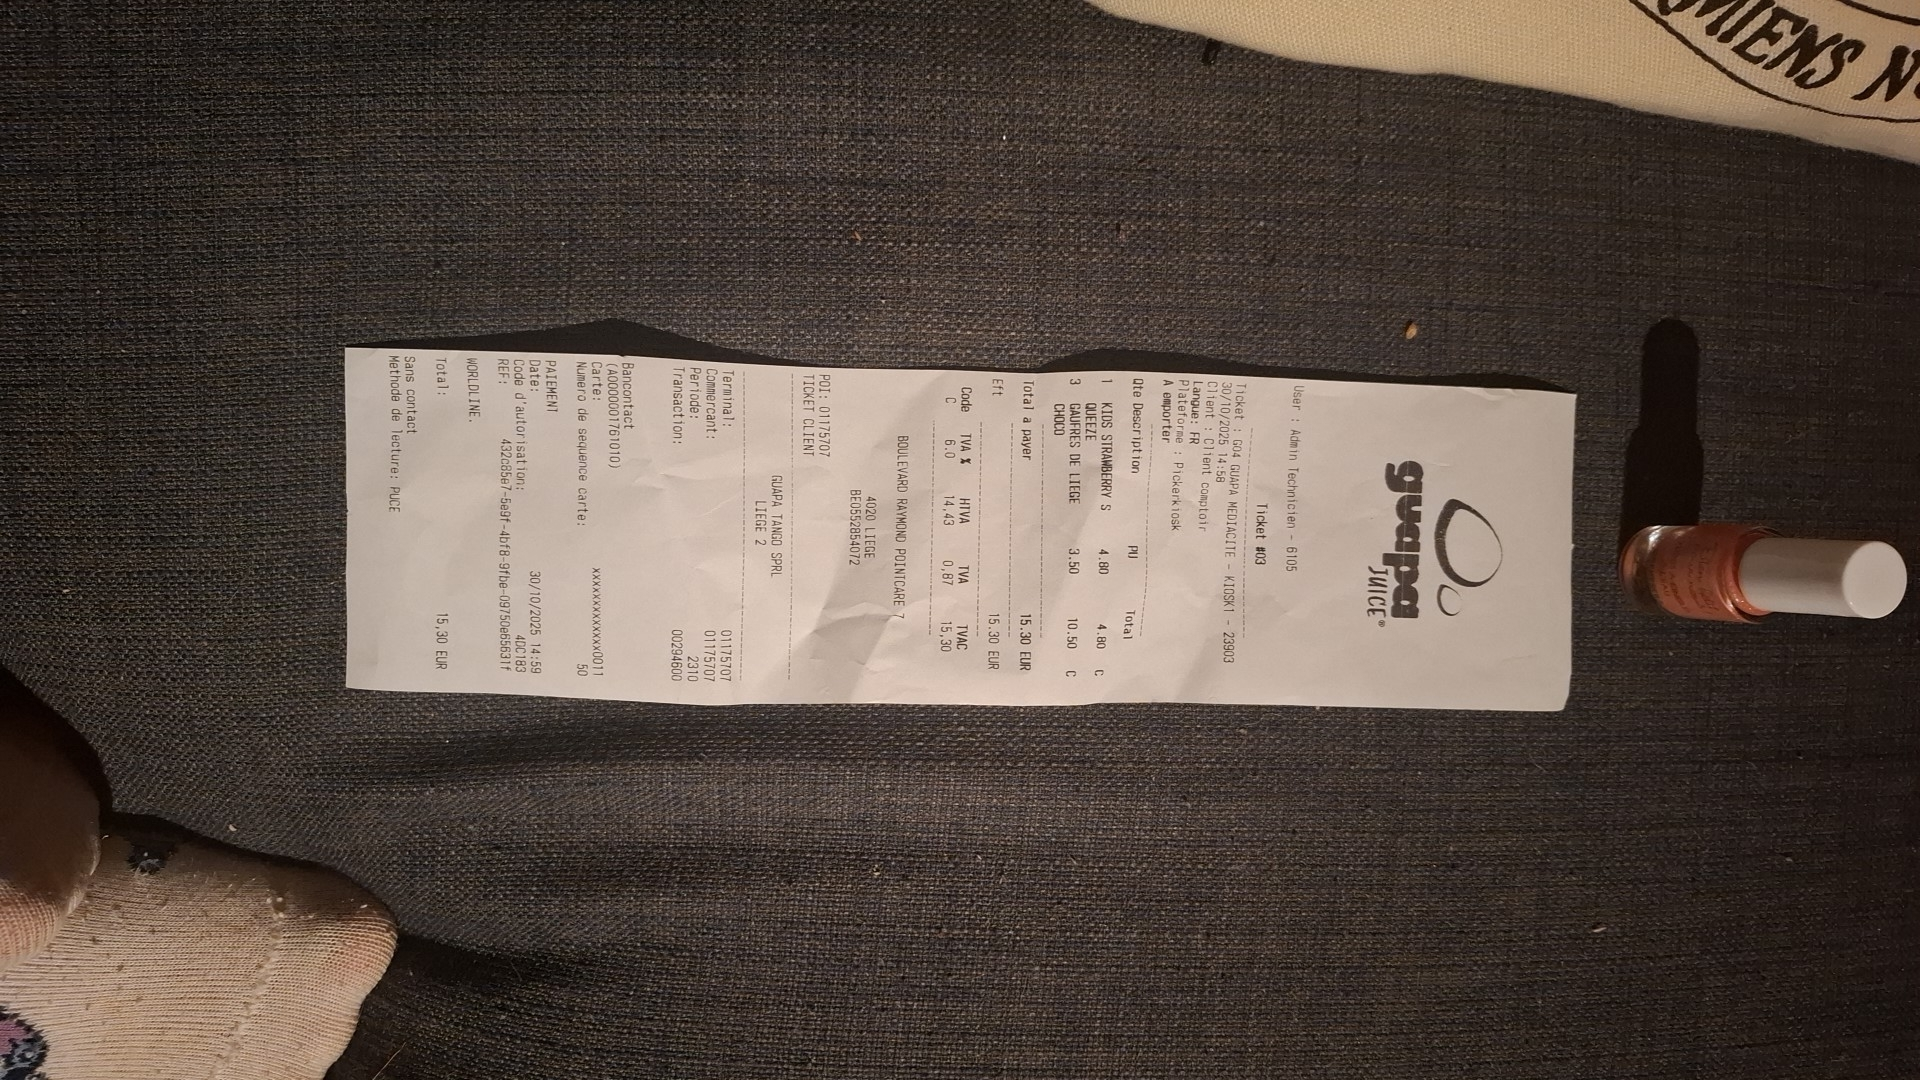 guapa
JUICE®
User : Admin Technicien - 6105
Ticket #03
Ticket : G04 GUAPA MEDIACITE - KIOSK1 - 23903
30/10/2025 14:58
Client : Client comptoir
Langue: FR
Plateforme : Pickerkiosk
A emporter
Qte Description PU Total
1 KIDS STRAWBERRY S 4.80 4.80 C
QUEEZE
3 GAUFRES DE LIEGE 3.50 10.50 C
CHOCO
Total à payer 15.30 EUR
Eft 15.30 EUR
Code TVA % HTVA TVA TVAC
C 6.0 14,43 0,87 15,30
BOULEVARD RAYMOND POINTCARE 7
4020 LIEGE
BE0552854072
POI: 01175707
TICKET CLIENT
GUAPA TANGO SPRL
LIEGE 2
Terminal: 01175707
Commercant: 01175707
Periode: 2310
Transaction: 00294600
Bancontact
(A0000001761010)
Carte: xxxxxxxxxxxxx0011
Numero de sequence carte: 50
PAIEMENT
Date: 30/10/2025 14:59
Code d'autorisation: 4DC183
REF: 432c85e7-5e9f-4bf8-9fbe-09750e65631f
WORLDLINE.
Total: 15,30 EUR
Sans contact
Methode de lecture: PUCE
MIENS N